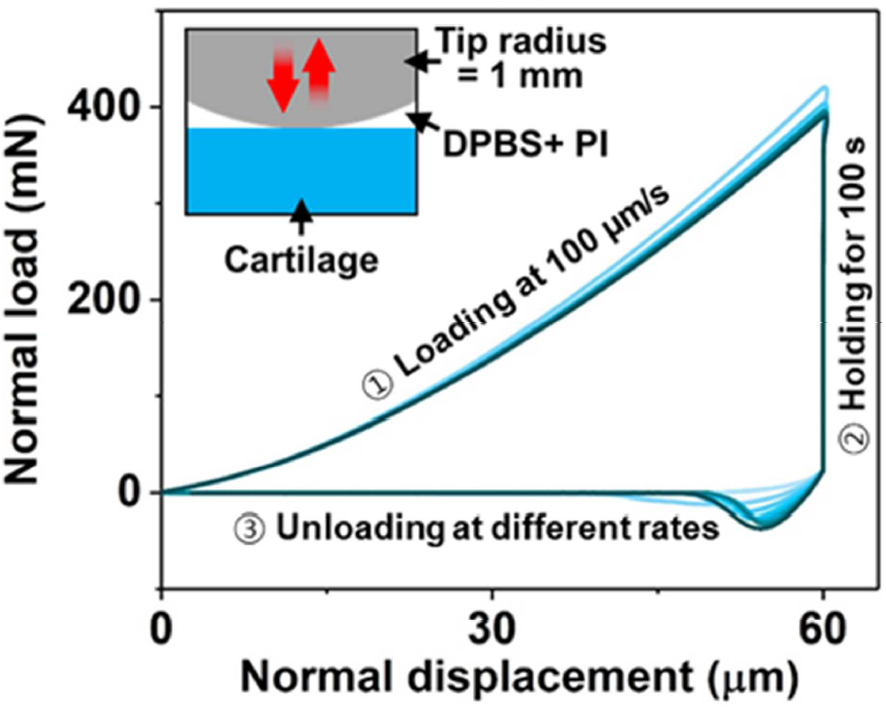 Normal load (mN)
400
200
0
Tip radius
= 1 mm
DPBS+ PI
Cartilage
① Loading at 100 μm/s
② Holding for 100 s
③ Unloading at different rates
0
30
60
Normal displacement (μm)